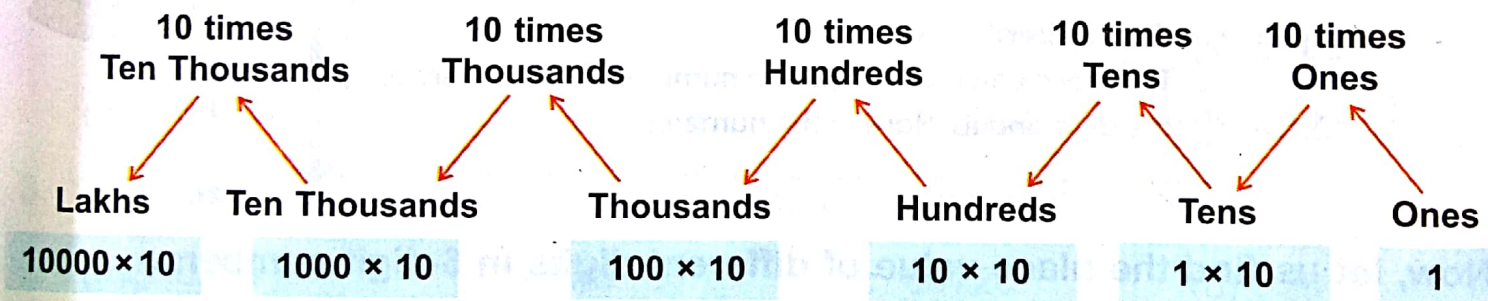 10 times 10 times 10 times 10 times 10 times
Ten Thousands Thousands Hundreds Tens Ones
Lakhs Ten Thousands Thousands Hundreds Tens Ones
10000 × 10 1000 × 10 100 × 10 10 × 10 1 × 10 1